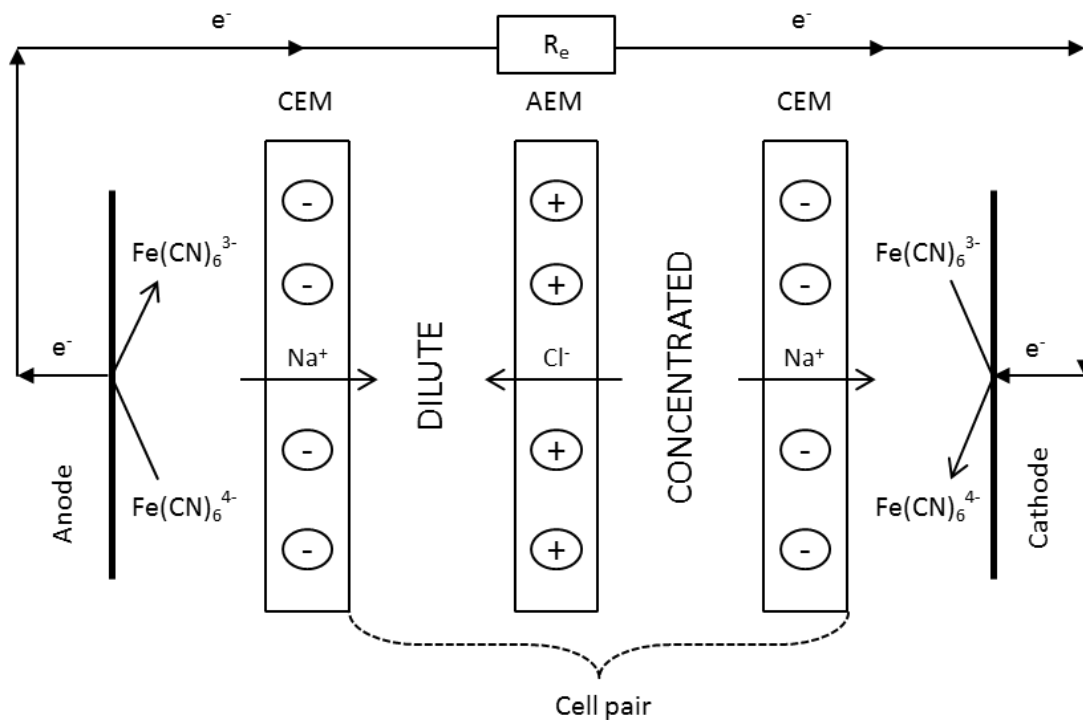 e⁻
Rₑ
e⁻
CEM
AEM
CEM
-
+
-
Fe(CN)₆³⁻
Fe(CN)₆³⁻
-
+
-
e⁻
Na⁺
DILUTE
Cl⁻
CONCENTRATED
Na⁺
e⁻
-
+
-
Anode
Fe(CN)₆⁴⁻
Fe(CN)₆⁴⁻
Cathode
-
+
-
Cell pair